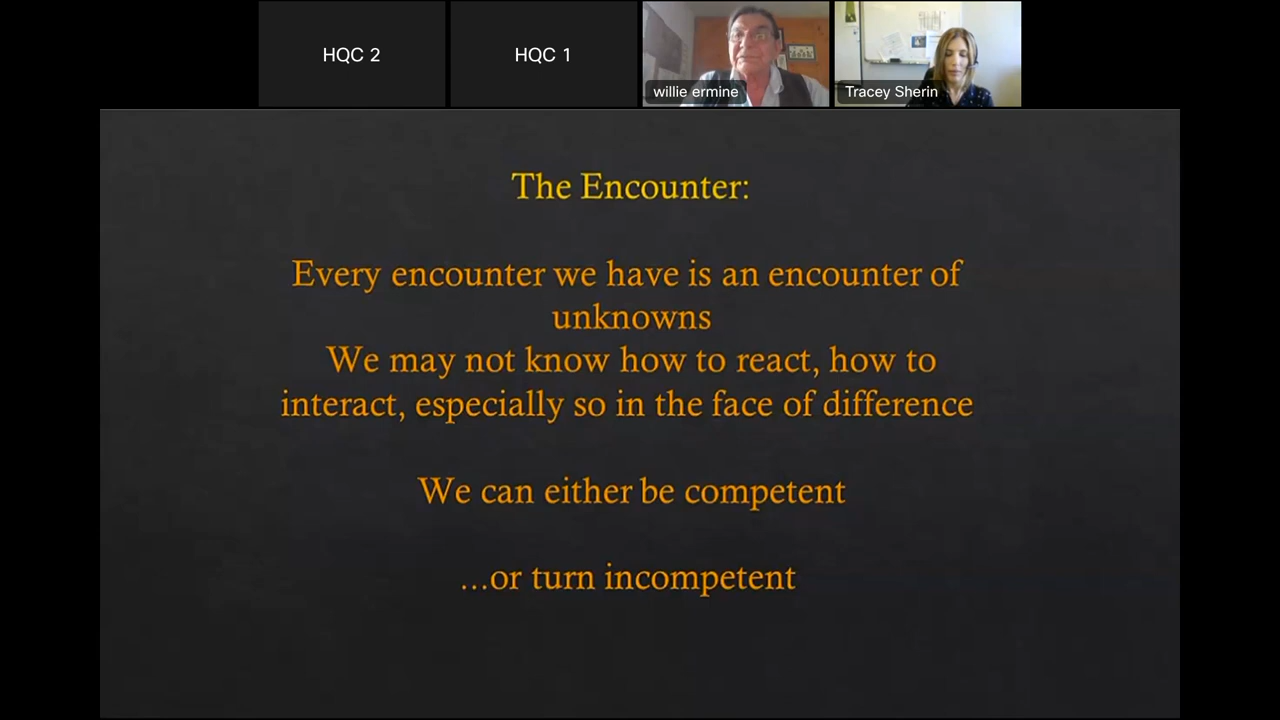 HQC 2
HQC 1
willie ermine
Tracey Sherin
The Encounter:
Every encounter we have is an encounter of
unknowns
We may not know how to react, how to
interact, especially so in the face of difference
We can either be competent
...or turn incompetent